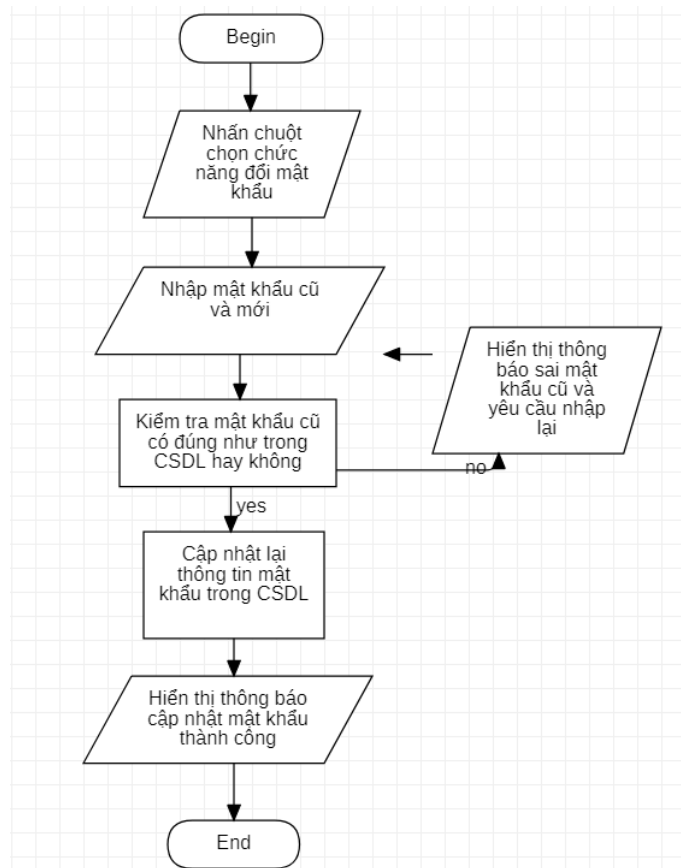 Begin
Nhấn chuột
chọn chức
năng đổi mật
khẩu
Nhập mật khẩu cũ
và mới
Hiển thị thông
báo sai mật
khẩu cũ và
yêu cầu nhập
lại
Kiểm tra mật khẩu cũ
có đúng như trong
CSDL hay không
no
yes
Cập nhật lại
thông tin mật
khẩu trong CSDL
Hiển thị thông báo
cập nhật mật khẩu
thành công
End